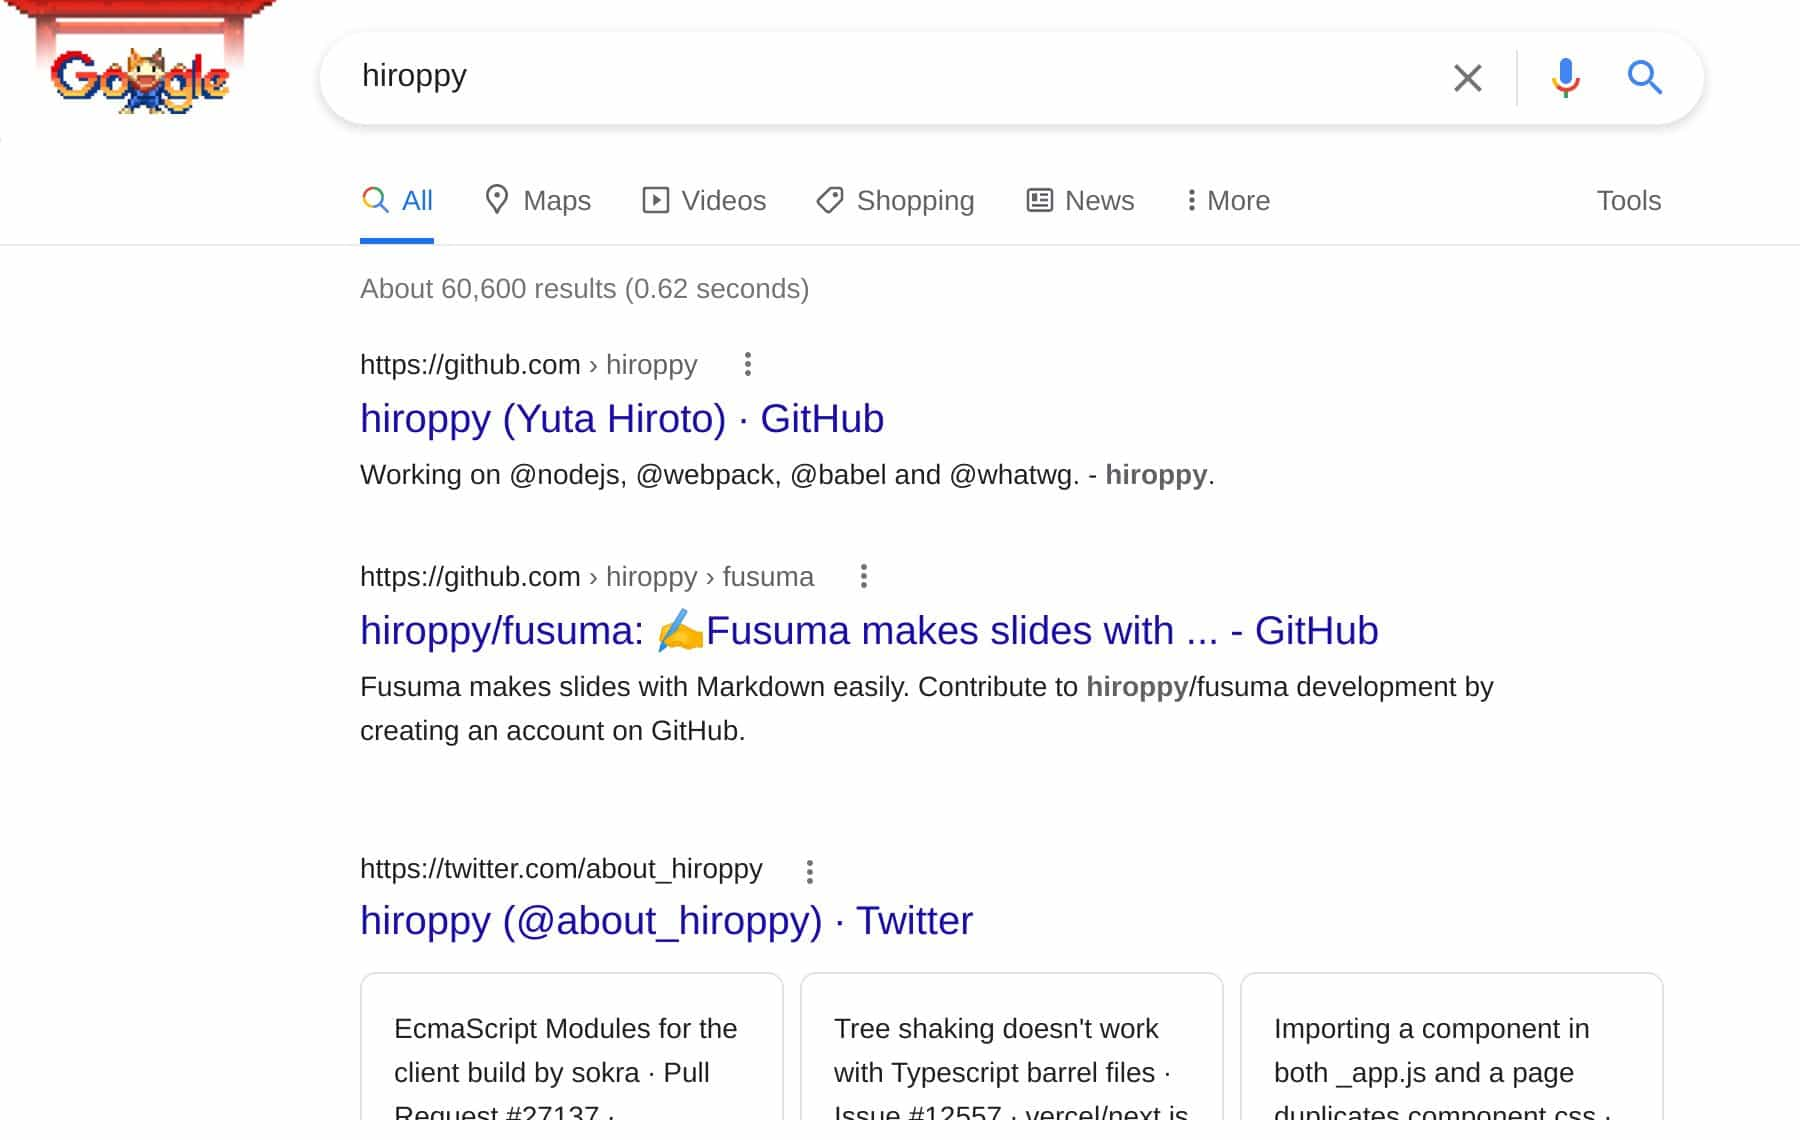 Google
hiroppy
All Maps Videos Shopping News More Tools
About 60,600 results (0.62 seconds)
https://github.com › hiroppy
hiroppy (Yuta Hiroto) · GitHub
Working on @nodejs, @webpack, @babel and @whatwg. - hiroppy.
https://github.com › hiroppy › fusuma
hiroppy/fusuma: ✍️Fusuma makes slides with ... - GitHub
Fusuma makes slides with Markdown easily. Contribute to hiroppy/fusuma development by
creating an account on GitHub.
https://twitter.com/about_hiroppy
hiroppy (@about_hiroppy) · Twitter
EcmaScript Modules for the
client build by sokra · Pull
Request #27137 ·
Tree shaking doesn't work
with Typescript barrel files ·
Issue #12557 · vercel/next.js
Importing a component in
both _app.js and a page
duplicates component css ·